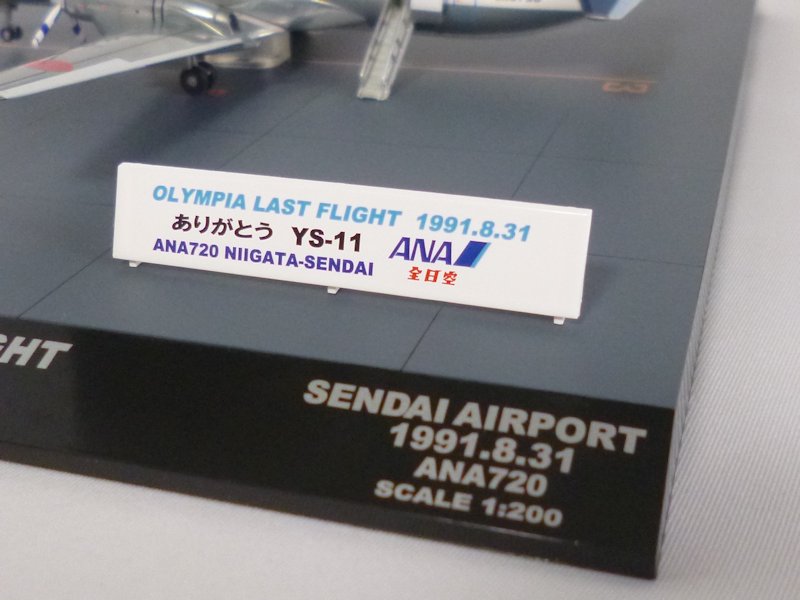 OLYMPIA LAST FLIGHT 1991.8.31
ありがとう YS-11 ANA
ANA720 NIIGATA-SENDAI 全日空
GHT
SENDAI AIRPORT
1991.8.31
ANA720
SCALE 1:200